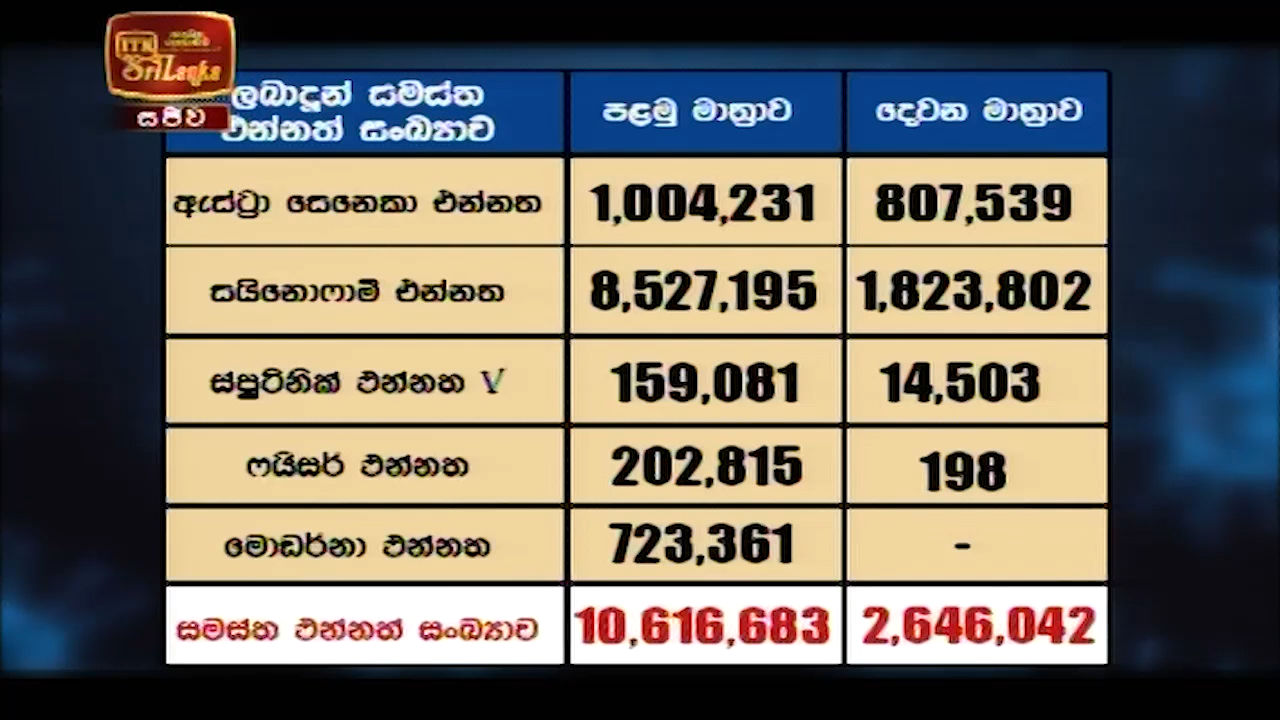 ITN
Sri Lanka
සජීව
ලබාදුන් සමස්ත
එන්නත් සංඛ්‍යාව
පළමු මාත්‍රාව
දෙවන මාත්‍රාව
ඇස්ට්‍රා සෙනෙකා එන්නත
1,004,231
807,539
සයිනොෆාම් එන්නත
8,527,195
1,823,802
ස්පුට්නික් එන්නත V
159,081
14,503
ෆයිසර් එන්නත
202,815
198
මොඩර්නා එන්නත
723,361
-
සමස්ත එන්නත් සංඛ්‍යාව
10,616,683
2,646,042